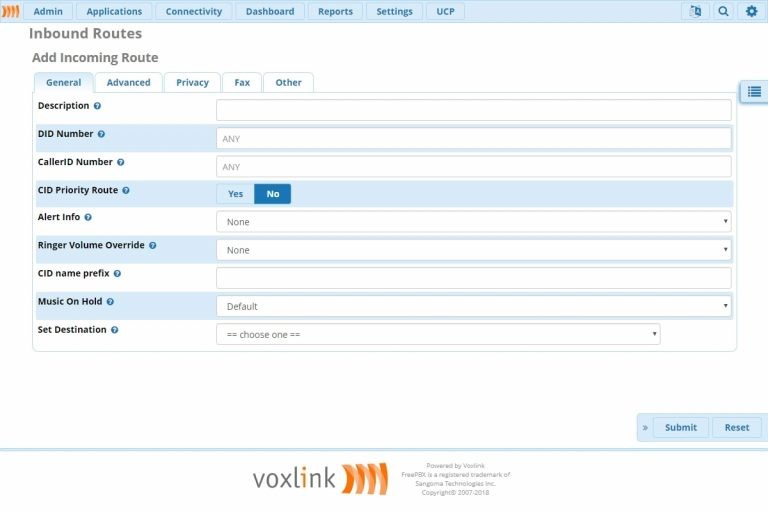 Admin Applications Connectivity Dashboard Reports Settings UCP
Inbound Routes
Add Incoming Route
General Advanced Privacy Fax Other
Description
DID Number ANY
CallerID Number ANY
CID Priority Route Yes No
Alert Info None
Ringer Volume Override None
CID name prefix
Music On Hold Default
Set Destination == choose one ==
» Submit Reset
voxlink
Powered by Voxlink
FreePBX is a registered trademark of
Sangoma Technologies Inc.
Copyright© 2007-2018